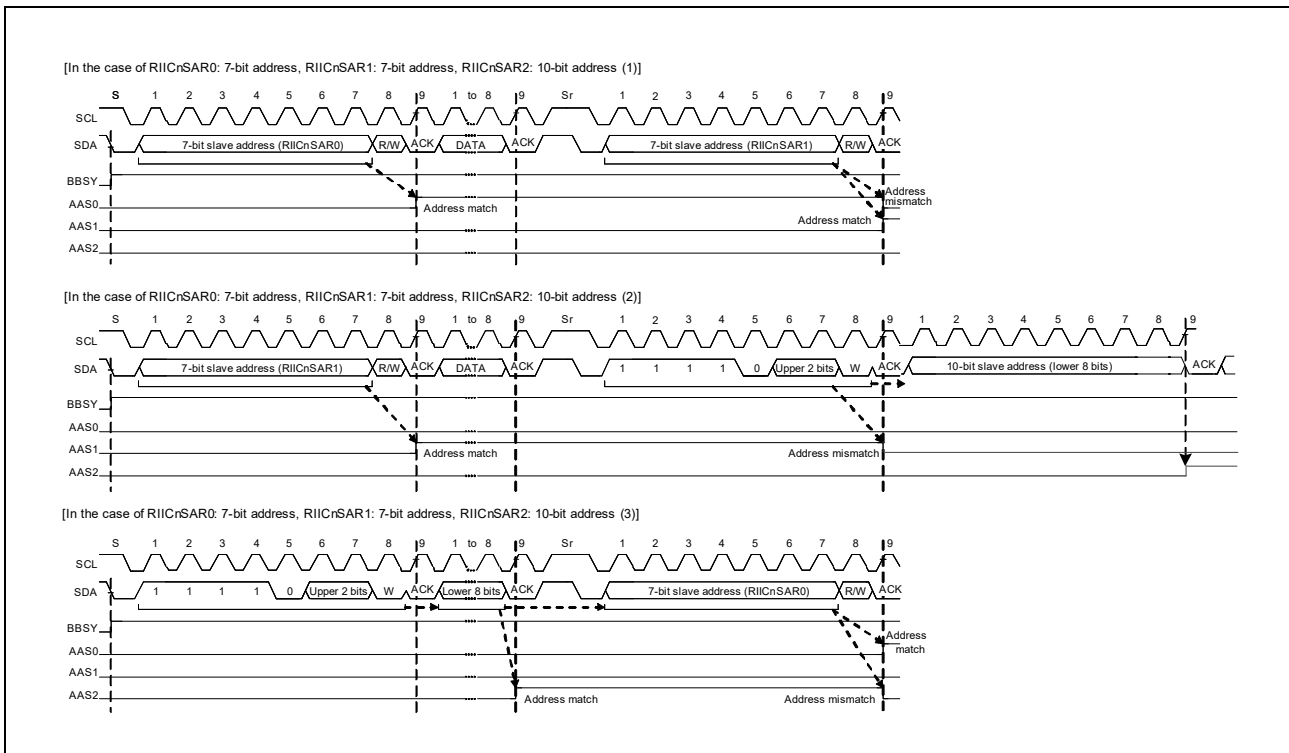 [In the case of RIICnSAR0: 7-bit address, RIICnSAR1: 7-bit address, RIICnSAR2: 10-bit address (1)]
S 1 2 3 4 5 6 7 8 9 1 to 8 9 Sr 1 2 3 4 5 6 7 8 9
SCL
SDA 7-bit slave address (RIICnSAR0) R/W ACK DATA ACK 7-bit slave address (RIICnSAR1) R/W ACK
BBSY
Address
mismatch
AAS0 Address match
Address match
AAS1
AAS2
[In the case of RIICnSAR0: 7-bit address, RIICnSAR1: 7-bit address, RIICnSAR2: 10-bit address (2)]
S 1 2 3 4 5 6 7 8 9 1 to 8 9 Sr 1 2 3 4 5 6 7 8 9 1 2 3 4 5 6 7 8 9
SCL
SDA 7-bit slave address (RIICnSAR1) R/W ACK DATA ACK 1 1 1 1 0 Upper 2 bits W ACK 10-bit slave address (lower 8 bits) ACK
BBSY
AAS0
AAS1 Address match Address mismatch
AAS2
[In the case of RIICnSAR0: 7-bit address, RIICnSAR1: 7-bit address, RIICnSAR2: 10-bit address (3)]
S 1 2 3 4 5 6 7 8 9 1 to 8 9 Sr 1 2 3 4 5 6 7 8 9
SCL
SDA 1 1 1 1 0 Upper 2 bits W ACK Lower 8 bits ACK 7-bit slave address (RIICnSAR0) R/W ACK
BBSY
Address
match
AAS0
AAS1
AAS2 Address match Address mismatch